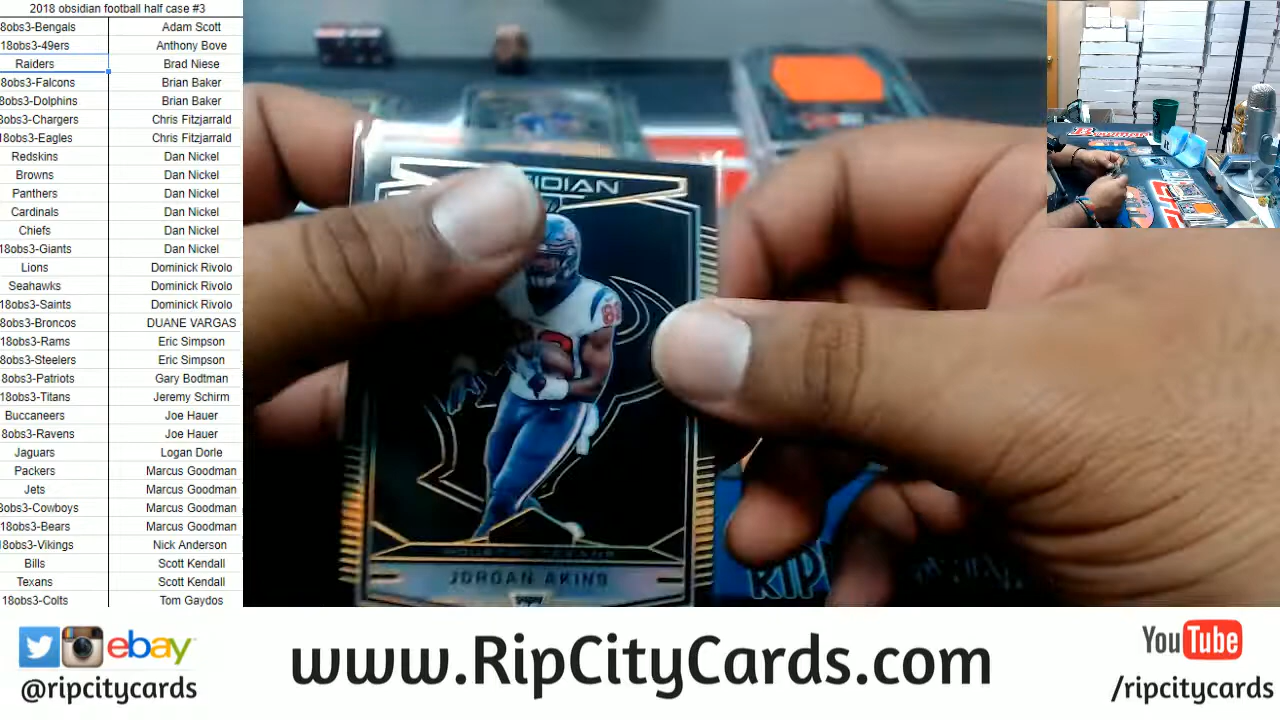 2018 obsidian football half case #3
8obs3-Bengals Adam Scott
18obs3-49ers Anthony Bove
Raiders Brad Niese
8obs3-Falcons Brian Baker
8obs3-Dolphins Brian Baker
8obs3-Chargers Chris Fitzjarrald
8obs3-Eagles Chris Fitzjarrald
Redskins Dan Nickel
Browns Dan Nickel
Panthers Dan Nickel
Cardinals Dan Nickel
Chiefs Dan Nickel
18obs3-Giants Dan Nickel
Lions Dominick Rivolo
Seahawks Dominick Rivolo
18obs3-Saints Dominick Rivolo
8obs3-Broncos DUANE VARGAS
18obs3-Rams Eric Simpson
8obs3-Steelers Eric Simpson
8obs3-Patriots Gary Bodtman
18obs3-Titans Jeremy Schirm
Buccaneers Joe Hauer
8obs3-Ravens Joe Hauer
Jaguars Logan Dorle
Packers Marcus Goodman
Jets Marcus Goodman
8obs3-Cowboys Marcus Goodman
18obs3-Bears Marcus Goodman
18obs3-Vikings Nick Anderson
Bills Scott Kendall
Texans Scott Kendall
18obs3-Colts Tom Gaydos
IDIAN
HOUSTON TEXANS
JORDAN AKINS
RIP
ebay
@ripcitycards
www.RipCityCards.com
YouTube
/ripcitycards